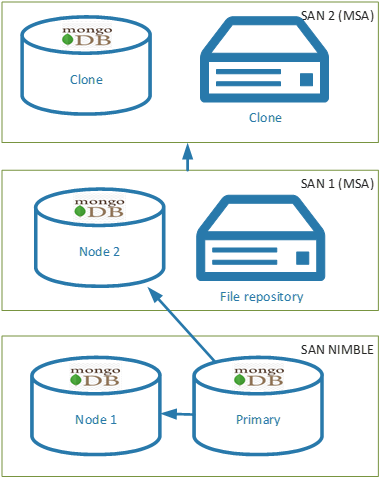 SAN 2 (MSA)
mongo
DB
Clone
Clone
SAN 1 (MSA)
mongo
DB
Node 2
File repository
SAN NIMBLE
mongo
DB
Node 1
mongo
DB
Primary